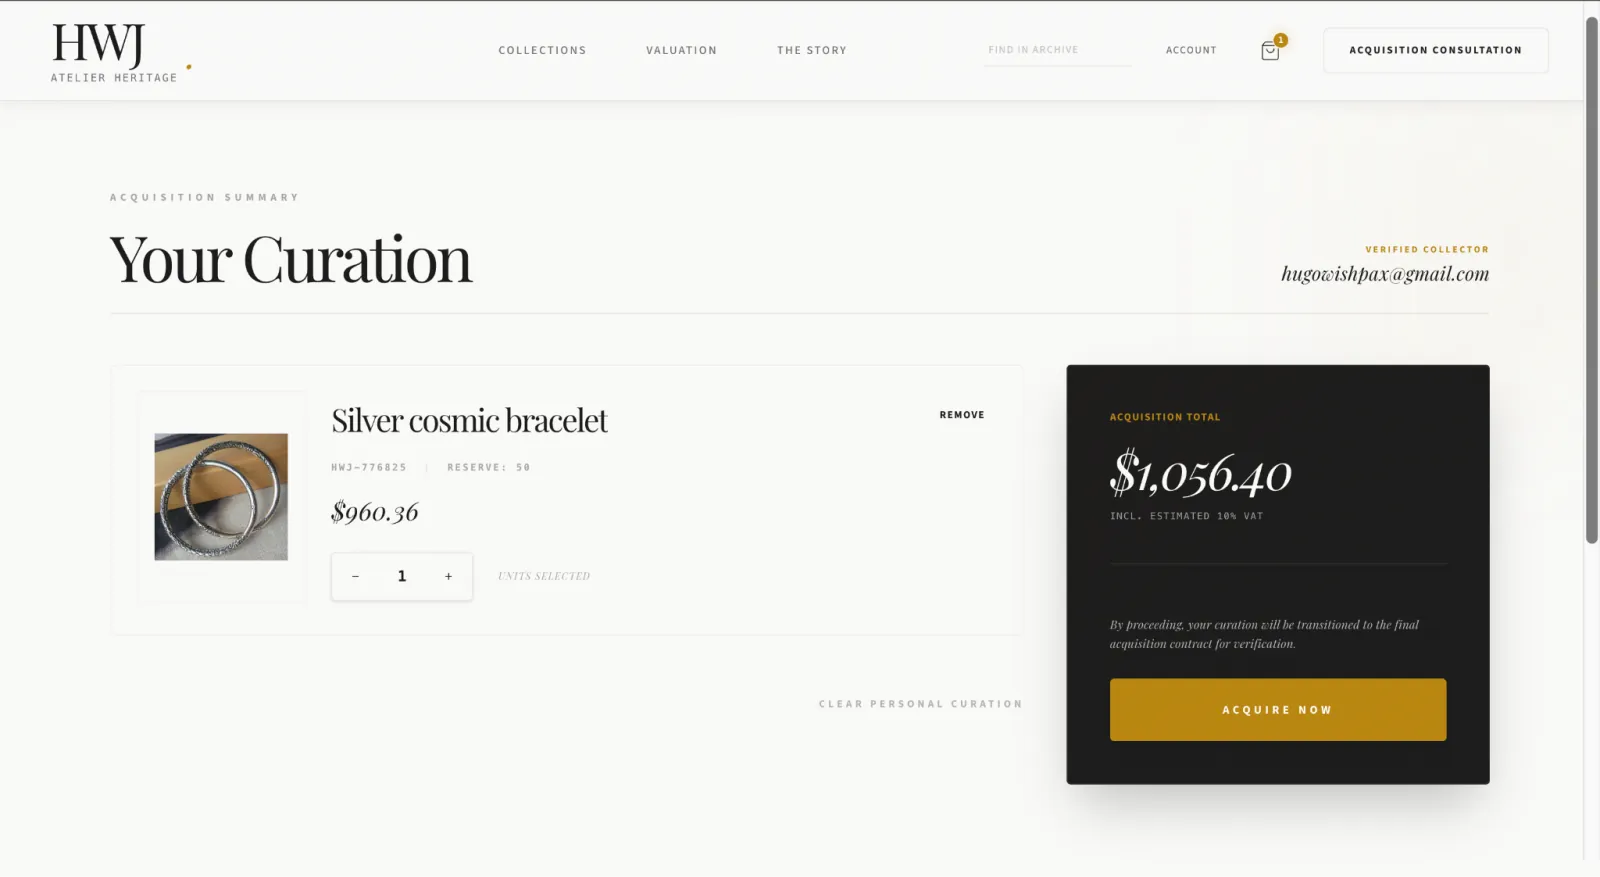 HWJ
ATELIER HERITAGE
COLLECTIONS
VALUATION
THE STORY
FIND IN ARCHIVE
ACCOUNT
1
ACQUISITION CONSULTATION
ACQUISITION SUMMARY
Your Curation
VERIFIED COLLECTOR
hugowishpax@gmail.com
Silver cosmic bracelet
REMOVE
HWJ-776825 | RESERVE: 50
$960.36
− 1 +
UNITS SELECTED
CLEAR PERSONAL CURATION
ACQUISITION TOTAL
$1,056.40
INCL. ESTIMATED 10% VAT
By proceeding, your curation will be transitioned to the final
acquisition contract for verification.
ACQUIRE NOW